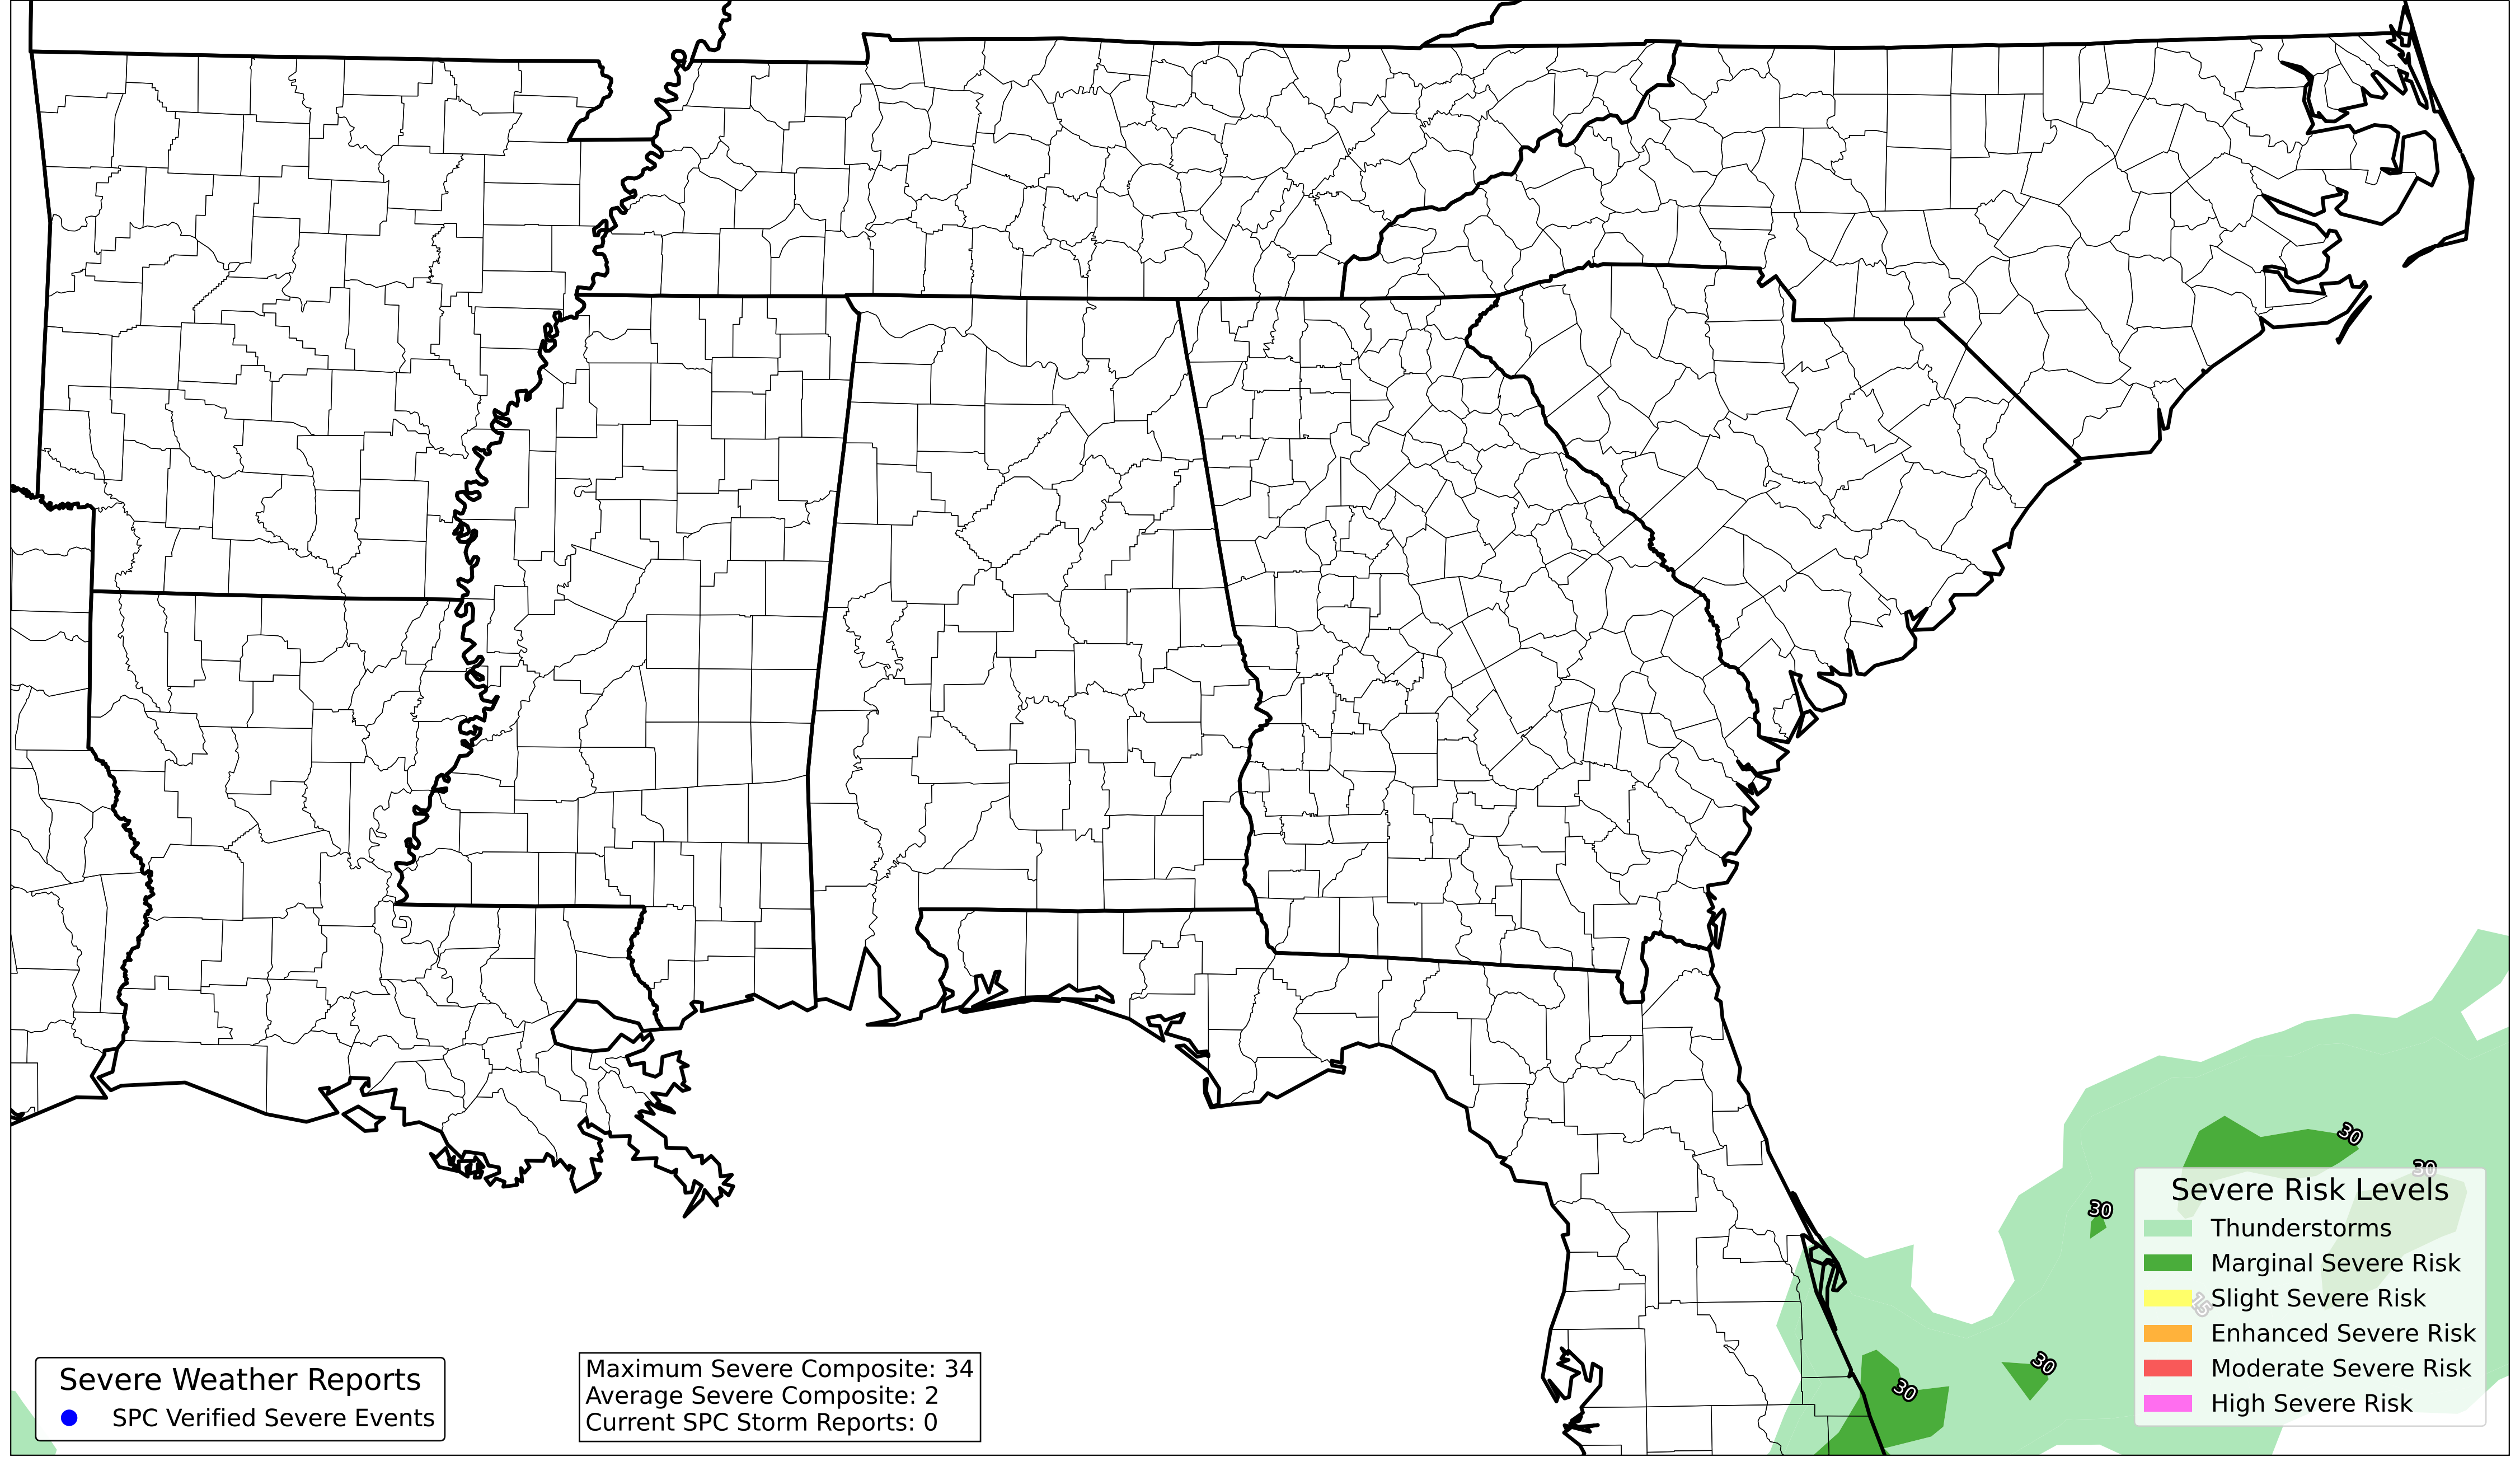 30
30
30
Severe Risk Levels
Thunderstorms
Marginal Severe Risk
15
Slight Severe Risk
Enhanced Severe Risk
Moderate Severe Risk
High Severe Risk
30
30
Severe Weather Reports
SPC Verified Severe Events
Maximum Severe Composite: 34
Average Severe Composite: 2
Current SPC Storm Reports: 0